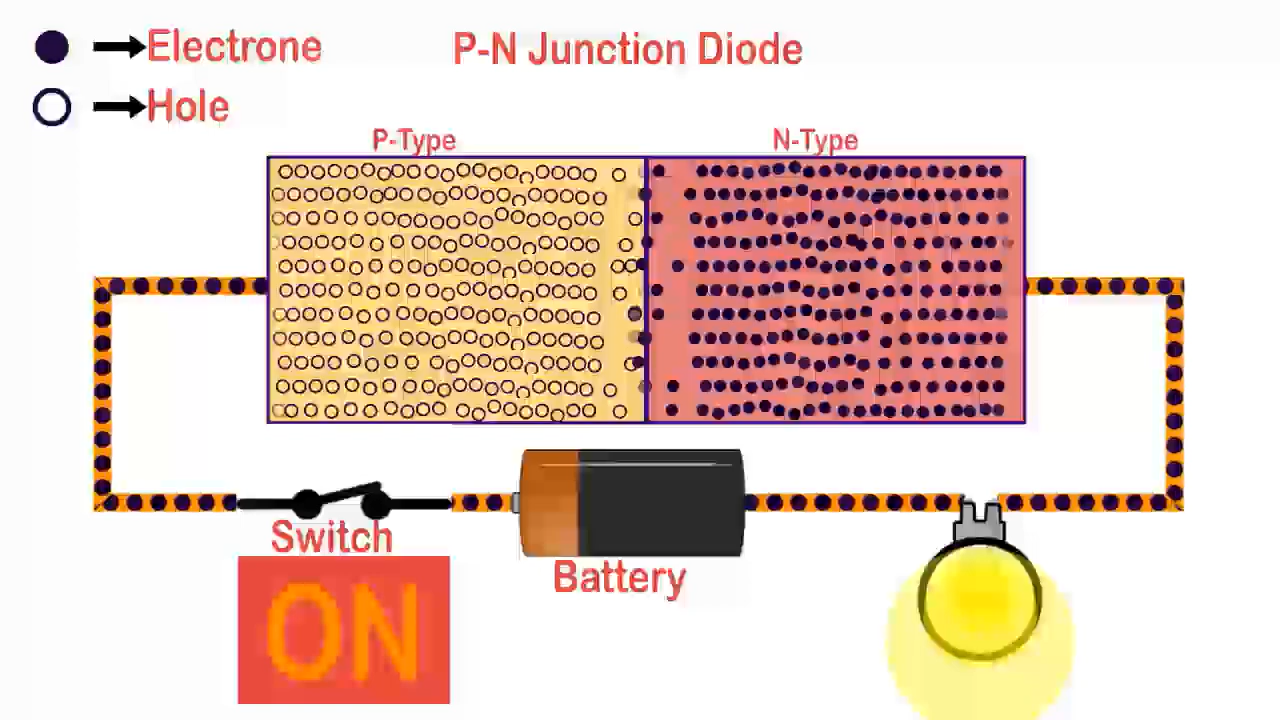 Electrone
P-N Junction Diode
Hole
P-Type
N-Type
Switch
Battery
ON